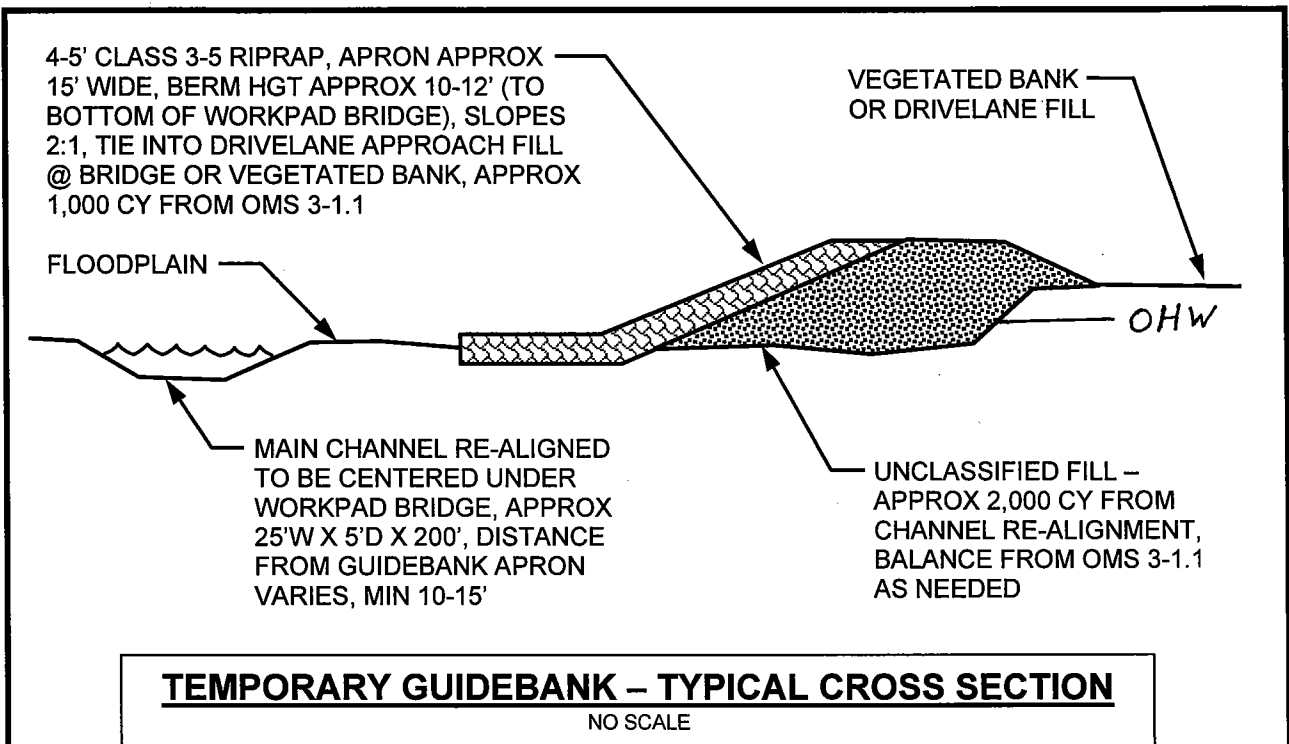 4-5' CLASS 3-5 RIPRAP, APRON APPROX
15' WIDE, BERM HGT APPROX 10-12' (TO
BOTTOM OF WORKPAD BRIDGE), SLOPES
2:1, TIE INTO DRIVELANE APPROACH FILL
@ BRIDGE OR VEGETATED BANK, APPROX
1,000 CY FROM OMS 3-1.1
VEGETATED BANK
OR DRIVELANE FILL
FLOODPLAIN
OHW
MAIN CHANNEL RE-ALIGNED
TO BE CENTERED UNDER
WORKPAD BRIDGE, APPROX
25'W X 5'D X 200', DISTANCE
FROM GUIDEBANK APRON
VARIES, MIN 10-15'
UNCLASSIFIED FILL –
APPROX 2,000 CY FROM
CHANNEL RE-ALIGNMENT,
BALANCE FROM OMS 3-1.1
AS NEEDED
TEMPORARY GUIDEBANK – TYPICAL CROSS SECTION
NO SCALE